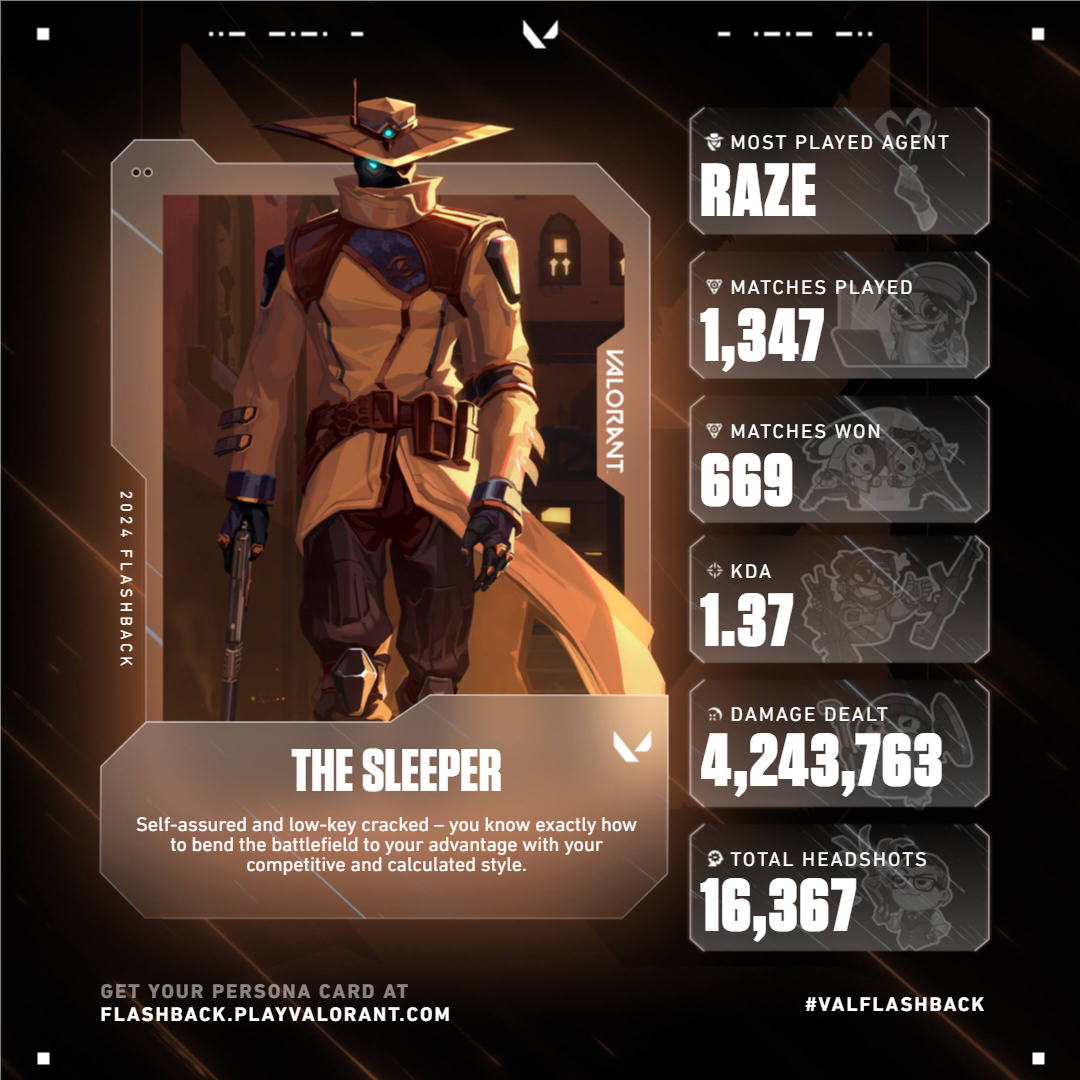 MOST PLAYED AGENT
RAZE
MATCHES PLAYED
1,347
MATCHES WON
669
KDA
1.37
DAMAGE DEALT
4,243,763
TOTAL HEADSHOTS
16,367
VALORANT
2024 FLASHBACK
THE SLEEPER
Self-assured and low-key cracked – you know exactly how
to bend the battlefield to your advantage with your
competitive and calculated style.
GET YOUR PERSONA CARD AT
FLASHBACK.PLAYVALORANT.COM
#VALFLASHBACK